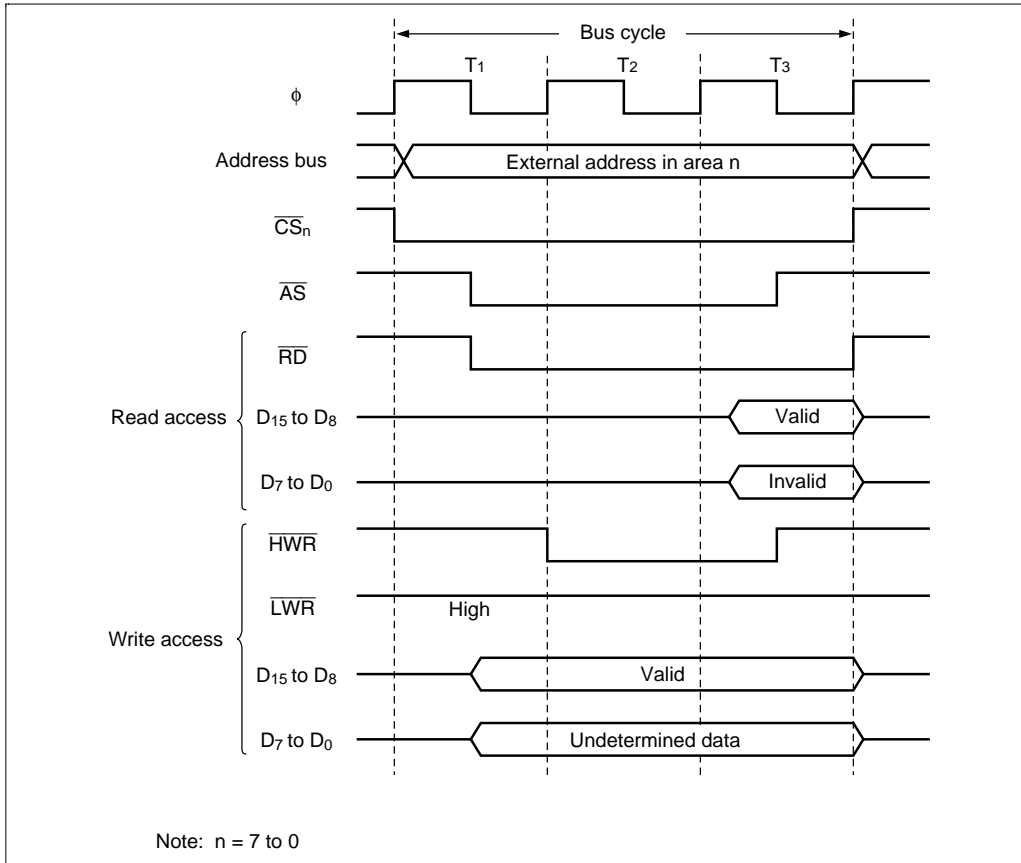 Bus cycle
T1 T2 T3
ϕ
Address bus External address in area n
CSn
AS
RD
Read access D15 to D8 Valid
D7 to D0 Invalid
HWR
LWR High
Write access
D15 to D8 Valid
D7 to D0 Undetermined data
Note: n = 7 to 0